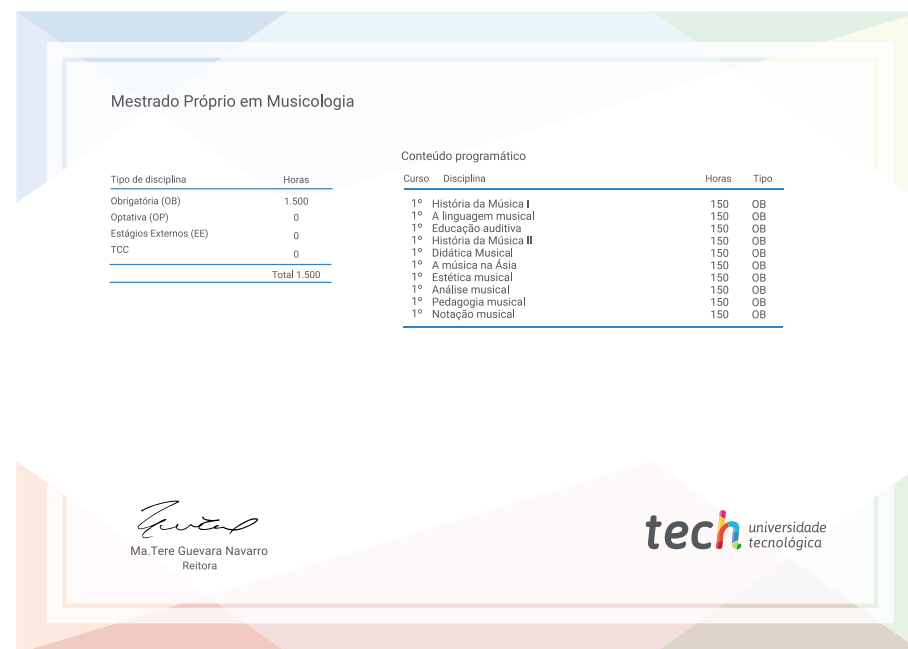 Mestrado Próprio em Musicologia
Tipo de disciplina Horas
Obrigatória (OB) 1.500
Optativa (OP) 0
Estágios Externos (EE) 0
TCC 0
Total 1.500
Conteúdo programático
Curso Disciplina Horas Tipo
1º História da Música I 150 OB
1º A linguagem musical 150 OB
1º Educação auditiva 150 OB
1º História da Música II 150 OB
1º Didática Musical 150 OB
1º A música na Ásia 150 OB
1º Estética musical 150 OB
1º Análise musical 150 OB
1º Pedagogia musical 150 OB
1º Notação musical 150 OB
Ma.Tere Guevara Navarro
Reitora
tech universidade
tecnológica